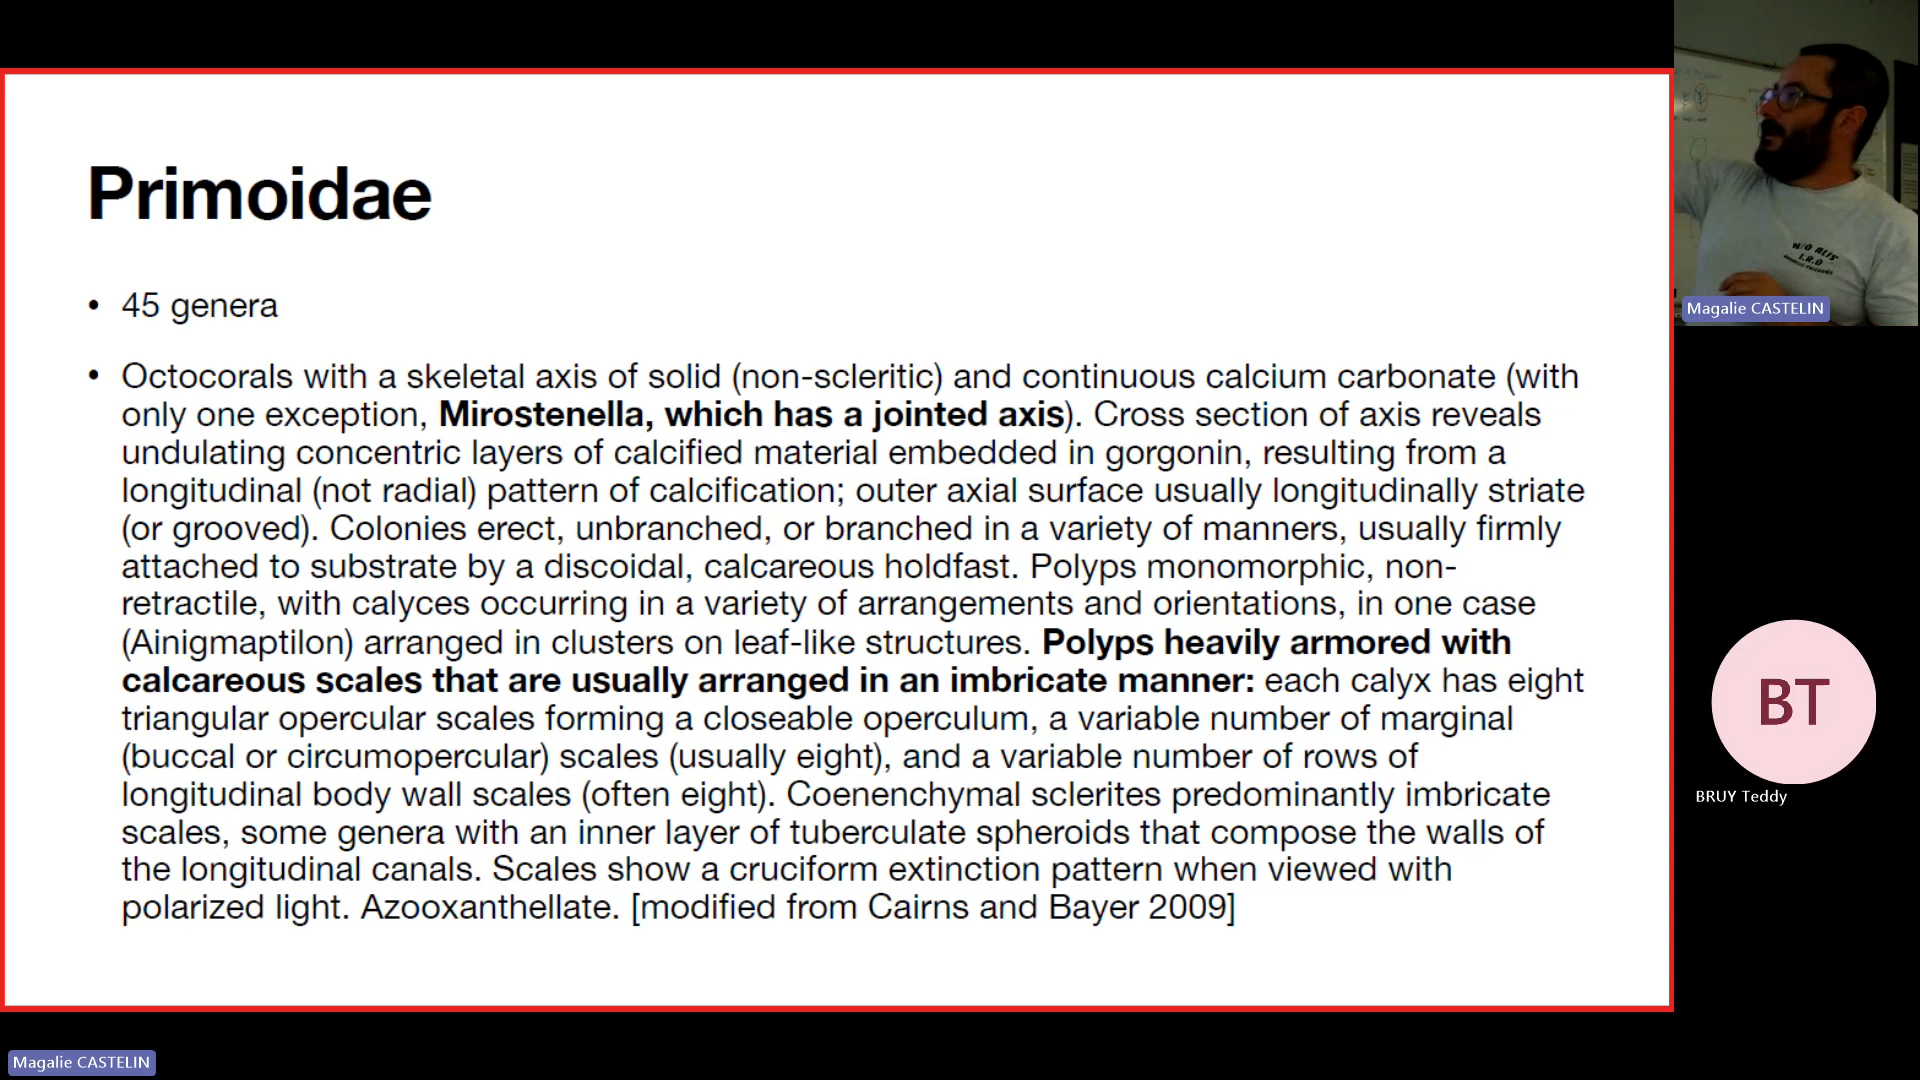 Primoidae
• 45 genera
• Octocorals with a skeletal axis of solid (non-scleritic) and continuous calcium carbonate (with
only one exception, Mirostenella, which has a jointed axis). Cross section of axis reveals
undulating concentric layers of calcified material embedded in gorgonin, resulting from a
longitudinal (not radial) pattern of calcification; outer axial surface usually longitudinally striate
(or grooved). Colonies erect, unbranched, or branched in a variety of manners, usually firmly
attached to substrate by a discoidal, calcareous holdfast. Polyps monomorphic, non-
retractile, with calyces occurring in a variety of arrangements and orientations, in one case
(Ainigmaptilon) arranged in clusters on leaf-like structures. Polyps heavily armored with
calcareous scales that are usually arranged in an imbricate manner: each calyx has eight
triangular opercular scales forming a closeable operculum, a variable number of marginal
(buccal or circumopercular) scales (usually eight), and a variable number of rows of
longitudinal body wall scales (often eight). Coenenchymal sclerites predominantly imbricate
scales, some genera with an inner layer of tuberculate spheroids that compose the walls of
the longitudinal canals. Scales show a cruciform extinction pattern when viewed with
polarized light. Azooxanthellate. [modified from Cairns and Bayer 2009]
N/O ALIS
I.R.D
Magalie CASTELIN
BT
BRUY Teddy
Magalie CASTELIN